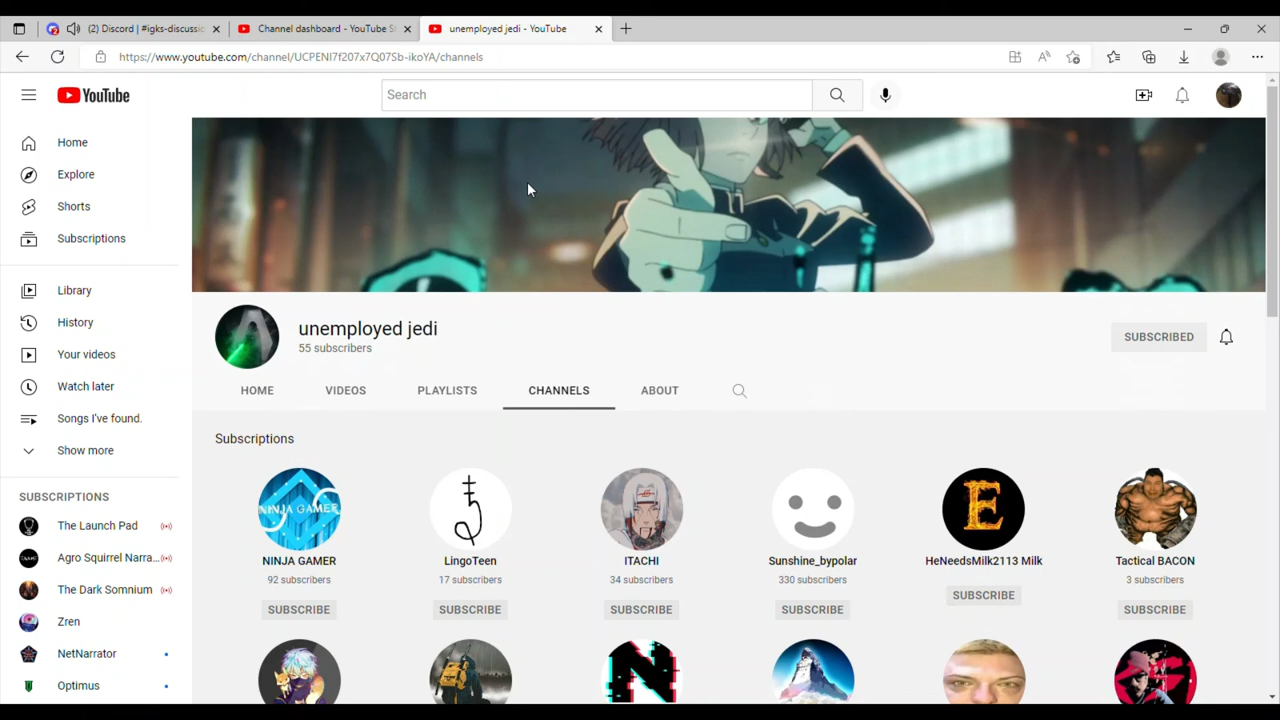 (2) Discord | #igks-discussic
Channel dashboard - YouTube S
unemployed jedi - YouTube
https://www.youtube.com/channel/UCPENI7f207x7Q07Sb-ikoYA/channels
YouTube
Search
Home
Explore
Shorts
Subscriptions
Library
History
Your videos
Watch later
Songs I've found.
Show more
SUBSCRIPTIONS
The Launch Pad
Agro Squirrel Narra...
The Dark Somnium
Zren
NetNarrator
Optimus
unemployed jedi
55 subscribers
SUBSCRIBED
HOME VIDEOS PLAYLISTS CHANNELS ABOUT
Subscriptions
NINJA GAMER
E
NINJA GAMER LingoTeen ITACHI Sunshine_bypolar HeNeedsMilk2113 Milk Tactical BACON
92 subscribers 17 subscribers 34 subscribers 330 subscribers 3 subscribers
SUBSCRIBE SUBSCRIBE SUBSCRIBE SUBSCRIBE SUBSCRIBE SUBSCRIBE
N